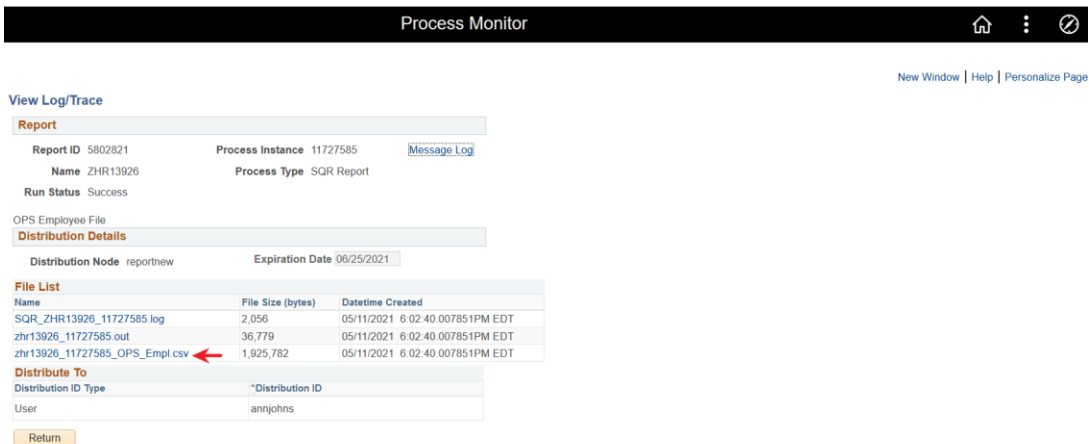 Process Monitor
New Window | Help | Personalize Page
View Log/Trace
Report
Report ID 5802821 Process Instance 11727585 Message Log
Name ZHR13926 Process Type SQR Report
Run Status Success
OPS Employee File
Distribution Details
Distribution Node reportnew Expiration Date 06/25/2021
File List
Name File Size (bytes) Datetime Created
SQR_ZHR13926_11727585.log 2,056 05/11/2021 6:02:40.007851PM EDT
zhr13926_11727585.out 36,779 05/11/2021 6:02:40.007851PM EDT
zhr13926_11727585_OPS_Empl.csv 1,925,782 05/11/2021 6:02:40.007851PM EDT
Distribute To
Distribution ID Type *Distribution ID
User annjohns
Return